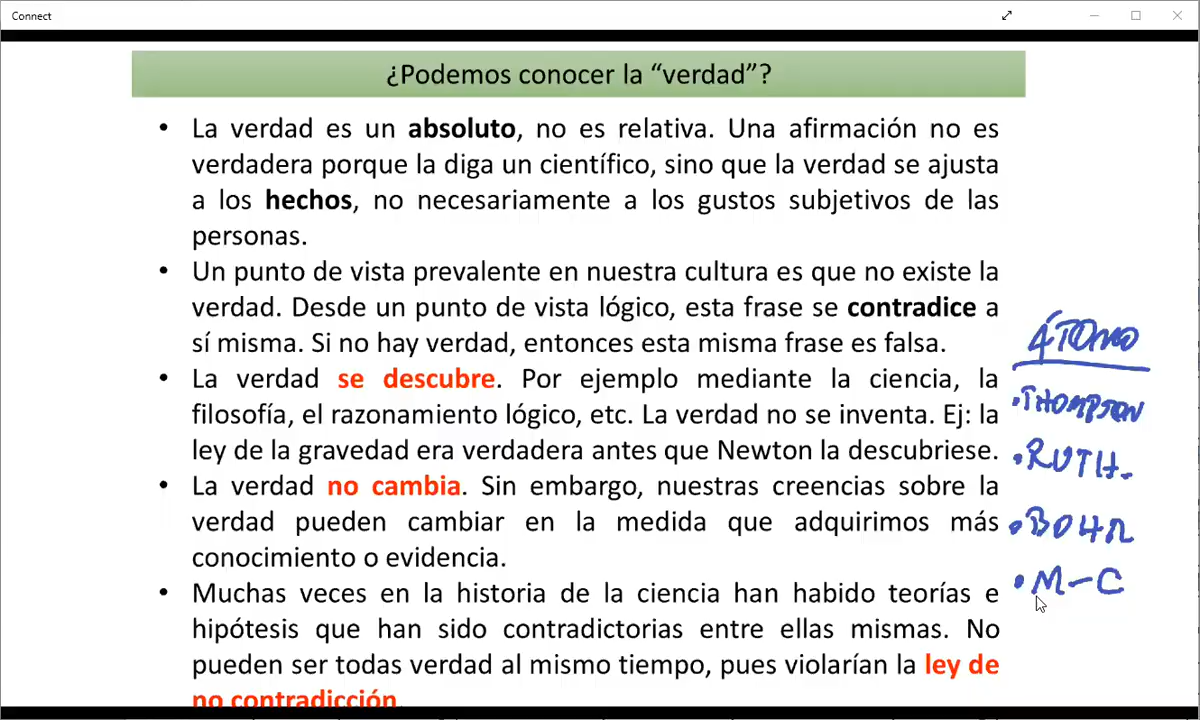 Connect
¿Podemos conocer la “verdad”?
• La verdad es un absoluto, no es relativa. Una afirmación no es
verdadera porque la diga un científico, sino que la verdad se ajusta
a los hechos, no necesariamente a los gustos subjetivos de las
personas.
• Un punto de vista prevalente en nuestra cultura es que no existe la
verdad. Desde un punto de vista lógico, esta frase se contradice a
sí misma. Si no hay verdad, entonces esta misma frase es falsa.
• La verdad se descubre. Por ejemplo mediante la ciencia, la
filosofía, el razonamiento lógico, etc. La verdad no se inventa. Ej: la
ley de la gravedad era verdadera antes que Newton la descubriese.
• La verdad no cambia. Sin embargo, nuestras creencias sobre la
verdad pueden cambiar en la medida que adquirimos más
conocimiento o evidencia.
• Muchas veces en la historia de la ciencia han habido teorías e
hipótesis que han sido contradictorias entre ellas mismas. No
pueden ser todas verdad al mismo tiempo, pues violarían la ley de
no contradicción.
ÁTOMO
• THOMPSON
• RUTH.
• BOHR
• M-C